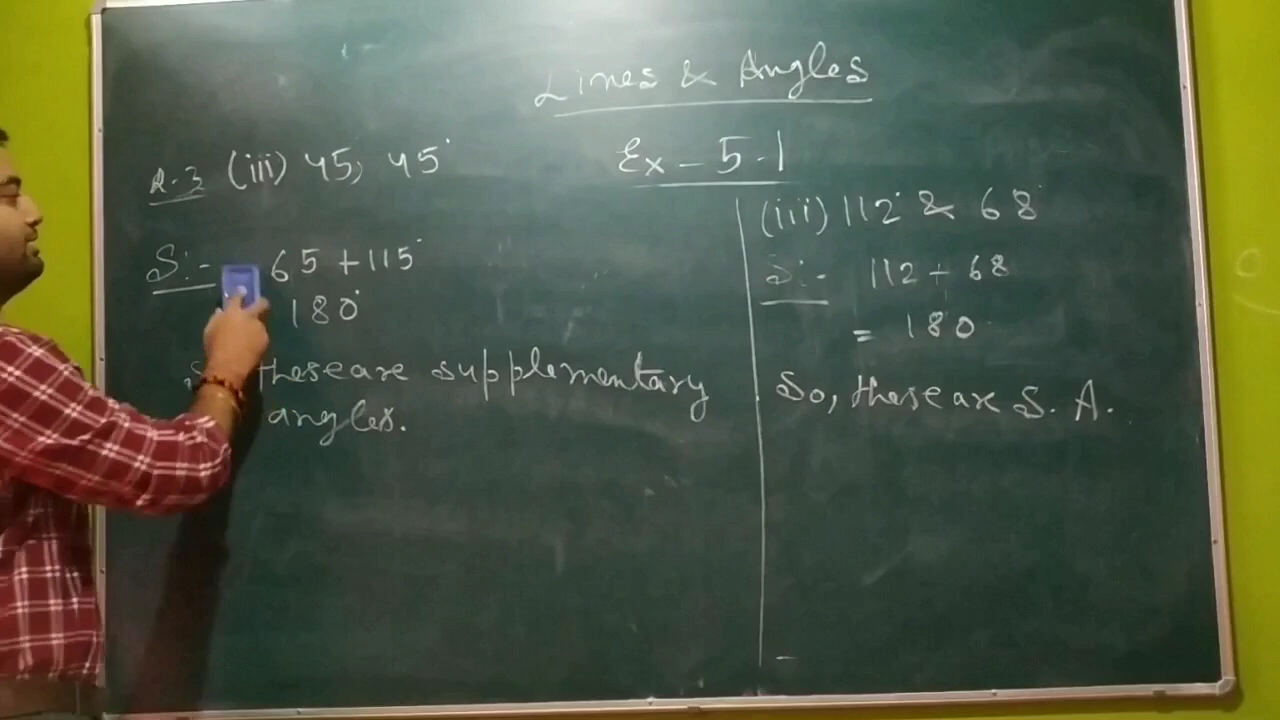 Lines & Angles
Ex - 5.1
Q.3 (iii) 45, 45°
S:- 65 + 115°
180°
these are supplementary
angles.
(iii) 112° & 68°
S:- 112 + 68
= 180
So, these are S. A.